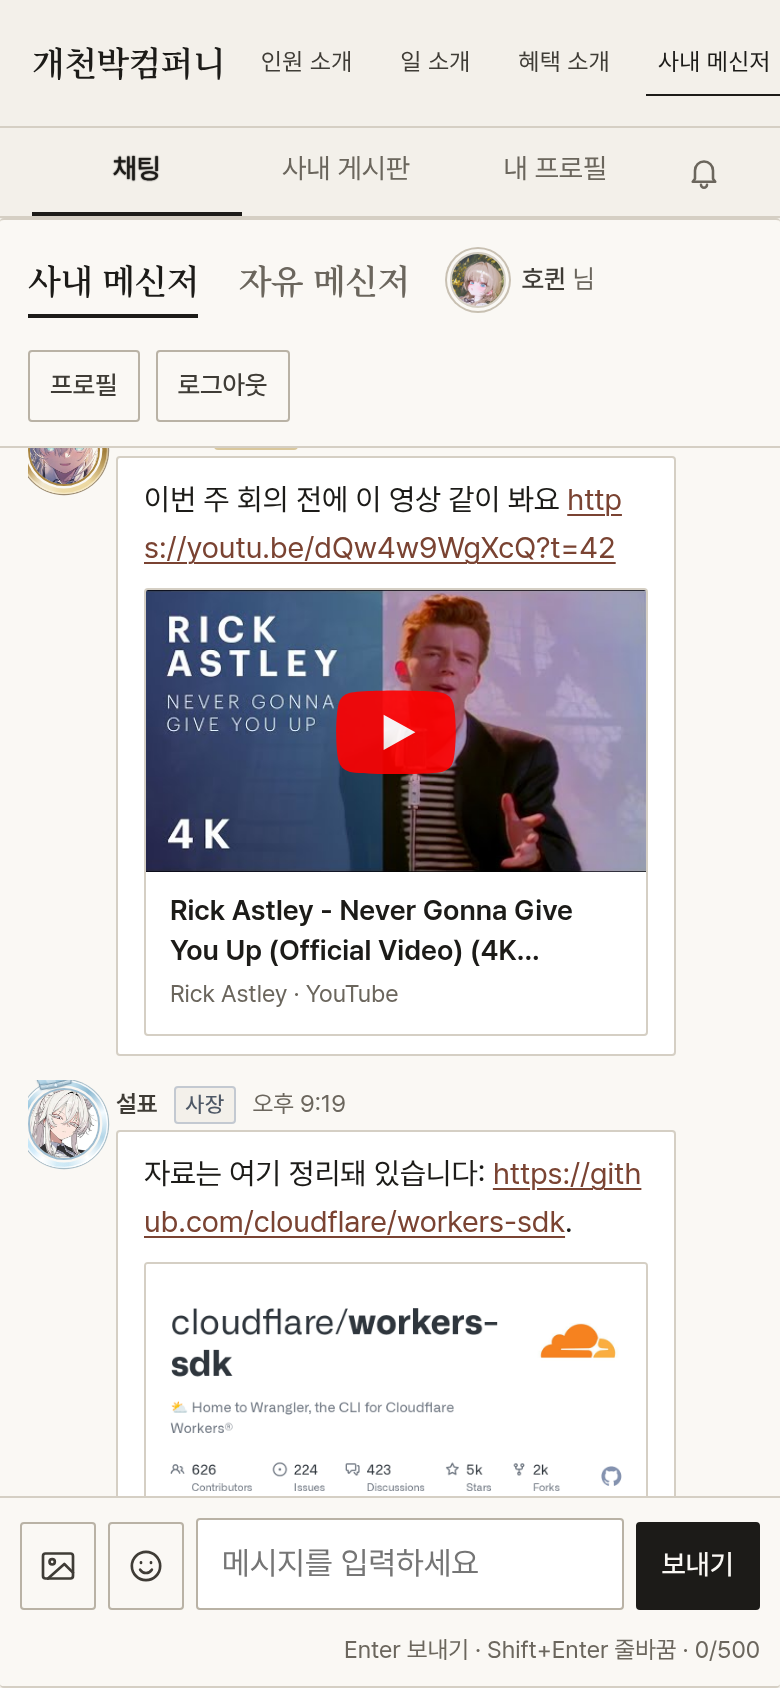 개천박컴퍼니 인원 소개 일 소개 혜택 소개 사내 메신저
채팅 사내 게시판 내 프로필
사내 메신저 자유 메신저 호퀸 님
프로필 로그아웃
이번 주 회의 전에 이 영상 같이 봐요 http
s://youtu.be/dQw4w9WgXcQ?t=42
RICK
ASTLEY
NEVER GONNA
GIVE YOU UP
4K
Rick Astley - Never Gonna Give
You Up (Official Video) (4K...
Rick Astley · YouTube
설표 사장 오후 9:19
자료는 여기 정리돼 있습니다: https://gith
ub.com/cloudflare/workers-sdk.
cloudflare/workers-
sdk
⛅ Home to Wrangler, the CLI for Cloudflare
Workers®
626 224 423 5k 2k
Contributors Issues Discussions Stars Forks
메시지를 입력하세요 보내기
Enter 보내기 · Shift+Enter 줄바꿈 · 0/500